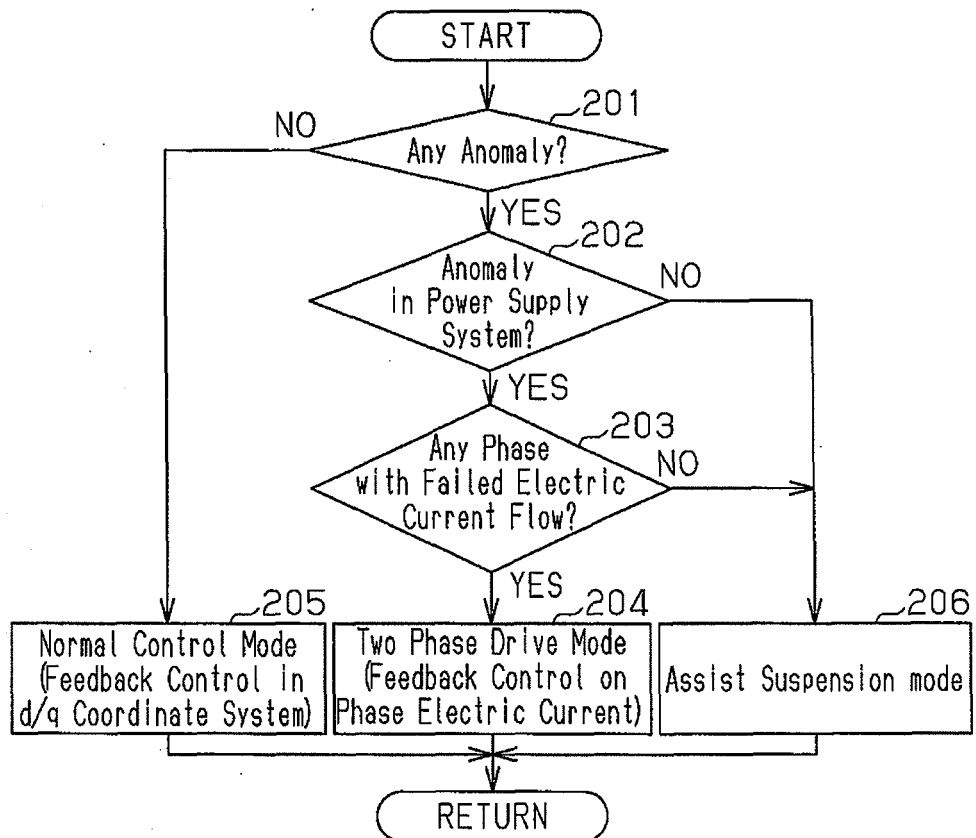 START
201
NO
Any Anomaly?
YES
202
Anomaly
in Power Supply
System?
NO
YES
203
Any Phase
with Failed Electric
Current Flow?
NO
YES
205
204
206
Normal Control Mode
(Feedback Control in
d/q Coordinate System)
Two Phase Drive Mode
(Feedback Control on
Phase Electric Current)
Assist Suspension mode
RETURN